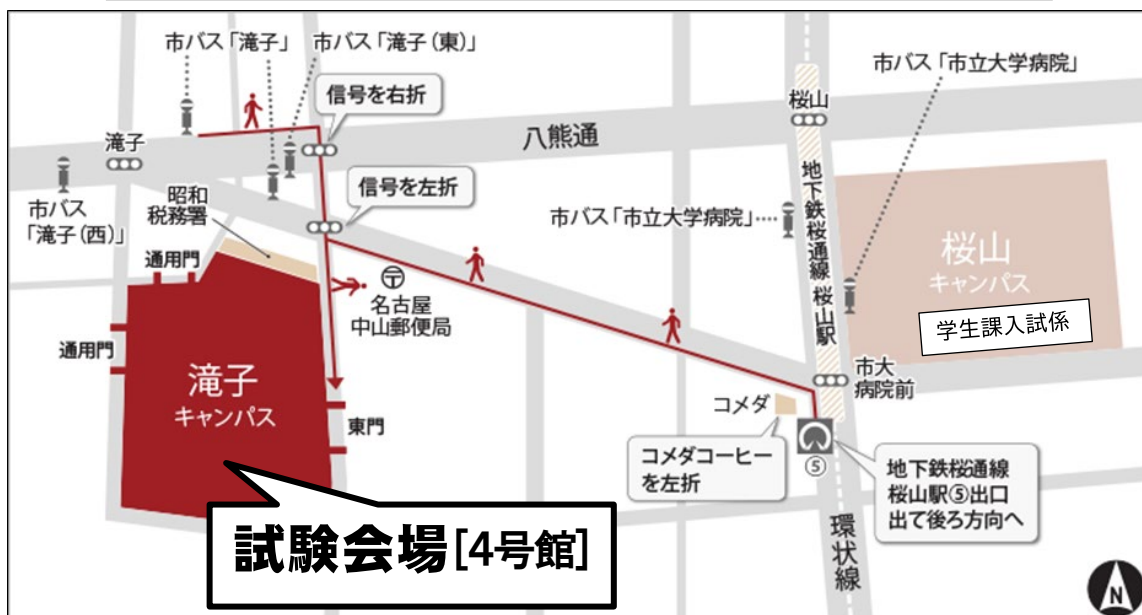 市バス「滝子」
市バス「滝子(東)」
信号を右折
滝子
八熊通
桜山
市バス「市立大学病院」
市バス
「滝子(西)」
昭和
税務署
信号を左折
市バス「市立大学病院」
地下鉄桜通線 桜山駅
桜山
キャンパス
学生課入試係
通用門
〒
名古屋
中山郵便局
通用門
滝子
キャンパス
東門
市大
病院前
コメダ
コメダコーヒー
を左折
⑤
地下鉄桜通線
桜山駅⑤出口
出て後ろ方向へ
環状線
試験会場[4号館]
N